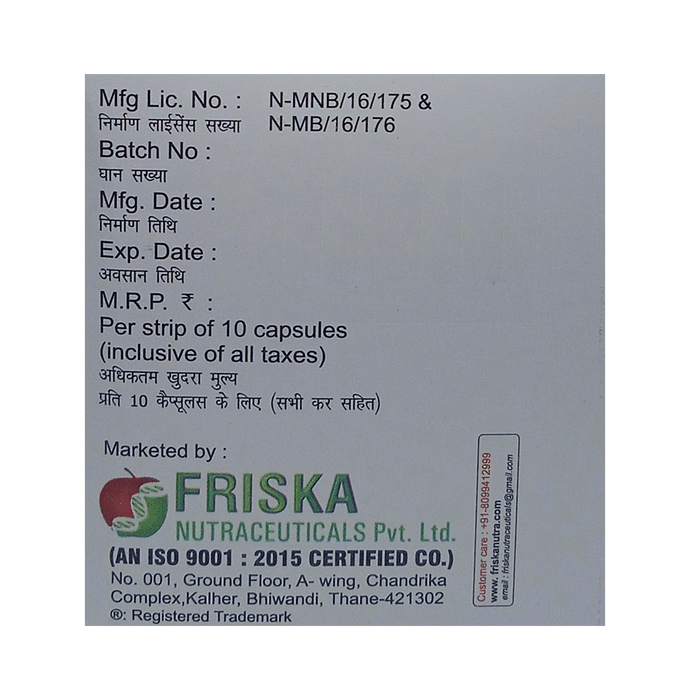 Mfg Lic. No. : N-MNB/16/175 &
निर्माण लाईसेंस सख्या N-MB/16/176
Batch No :
घान सख्या
Mfg. Date :
निर्माण तिथि
Exp. Date :
अवसान तिथि
M.R.P. ₹ :
Per strip of 10 capsules
(inclusive of all taxes)
अधिकतम खुदरा मुल्य
प्रति 10 कैप्सूलस के लिए (सभी कर सहित)
Marketed by :
FRISKA
NUTRACEUTICALS Pvt. Ltd.
(AN ISO 9001 : 2015 CERTIFIED CO.)
No. 001, Ground Floor, A- wing, Chandrika
Complex,Kalher, Bhiwandi, Thane-421302
®: Registered Trademark
Customer care : +91-8099412999
www.friskanutra.com
email : friskanutraceuticals@gmail.com